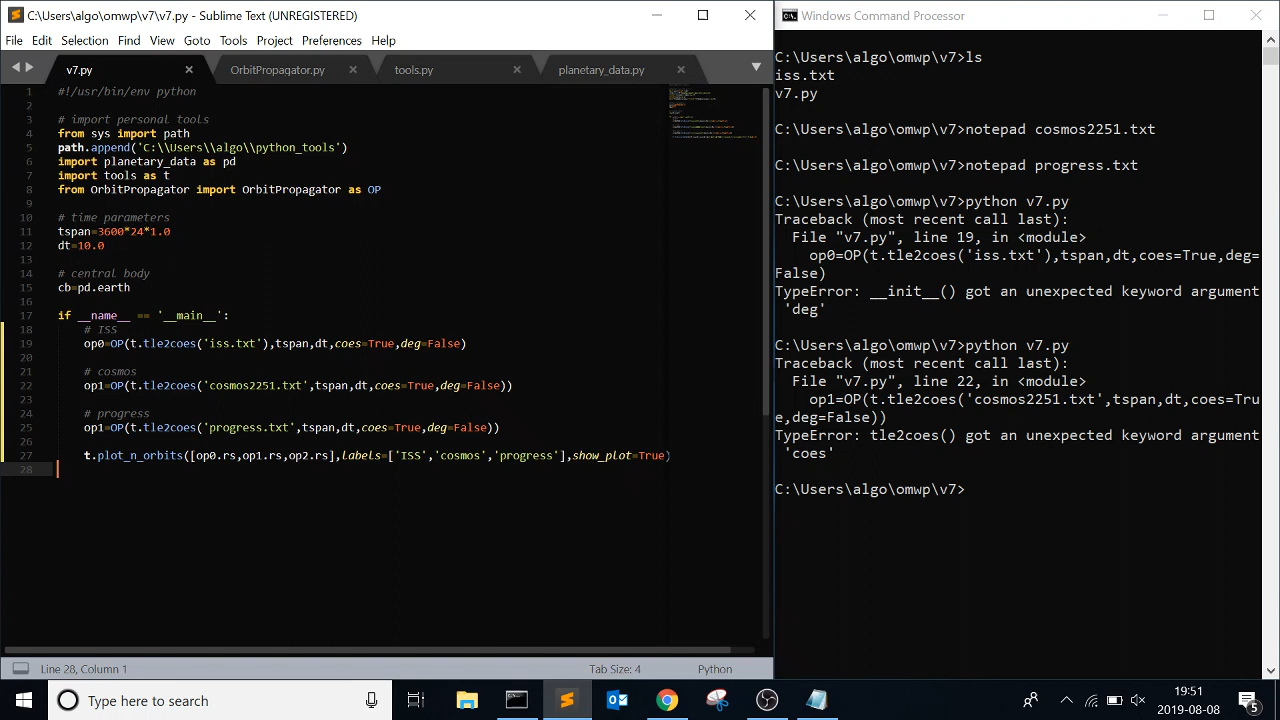 C:\Users\algo\omwp\v7\v7.py - Sublime Text (UNREGISTERED)
File Edit Selection Find View Goto Tools Project Preferences Help
v7.py OrbitPropagator.py tools.py planetary_data.py
1 #!/usr/bin/env python
2
3 # import personal tools
4 from sys import path
5 path.append('C:\\Users\\algo\\python_tools')
6 import planetary_data as pd
7 import tools as t
8 from OrbitPropagator import OrbitPropagator as OP
9
10 # time parameters
11 tspan=3600*24*1.0
12 dt=10.0
13
14 # central body
15 cb=pd.earth
16
17 if __name__ == '__main__':
18 # ISS
19 op0=OP(t.tle2coes('iss.txt'),tspan,dt,coes=True,deg=False)
20
21 # cosmos
22 op1=OP(t.tle2coes('cosmos2251.txt',tspan,dt,coes=True,deg=False))
23
24 # progress
25 op1=OP(t.tle2coes('progress.txt',tspan,dt,coes=True,deg=False))
26
27 t.plot_n_orbits([op0.rs,op1.rs,op2.rs],labels=['ISS','cosmos','progress'],show_plot=True)
28
Line 28, Column 1 Tab Size: 4 Python
Windows Command Processor
C:\Users\algo\omwp\v7>ls
iss.txt
v7.py
C:\Users\algo\omwp\v7>notepad cosmos2251.txt
C:\Users\algo\omwp\v7>notepad progress.txt
C:\Users\algo\omwp\v7>python v7.py
Traceback (most recent call last):
File "v7.py", line 19, in <module>
op0=OP(t.tle2coes('iss.txt'),tspan,dt,coes=True,deg=
False)
TypeError: __init__() got an unexpected keyword argument
'deg'
C:\Users\algo\omwp\v7>python v7.py
Traceback (most recent call last):
File "v7.py", line 22, in <module>
op1=OP(t.tle2coes('cosmos2251.txt',tspan,dt,coes=Tru
e,deg=False))
TypeError: tle2coes() got an unexpected keyword argument
'coes'
C:\Users\algo\omwp\v7>
Type here to search
19:51
2019-08-08
5